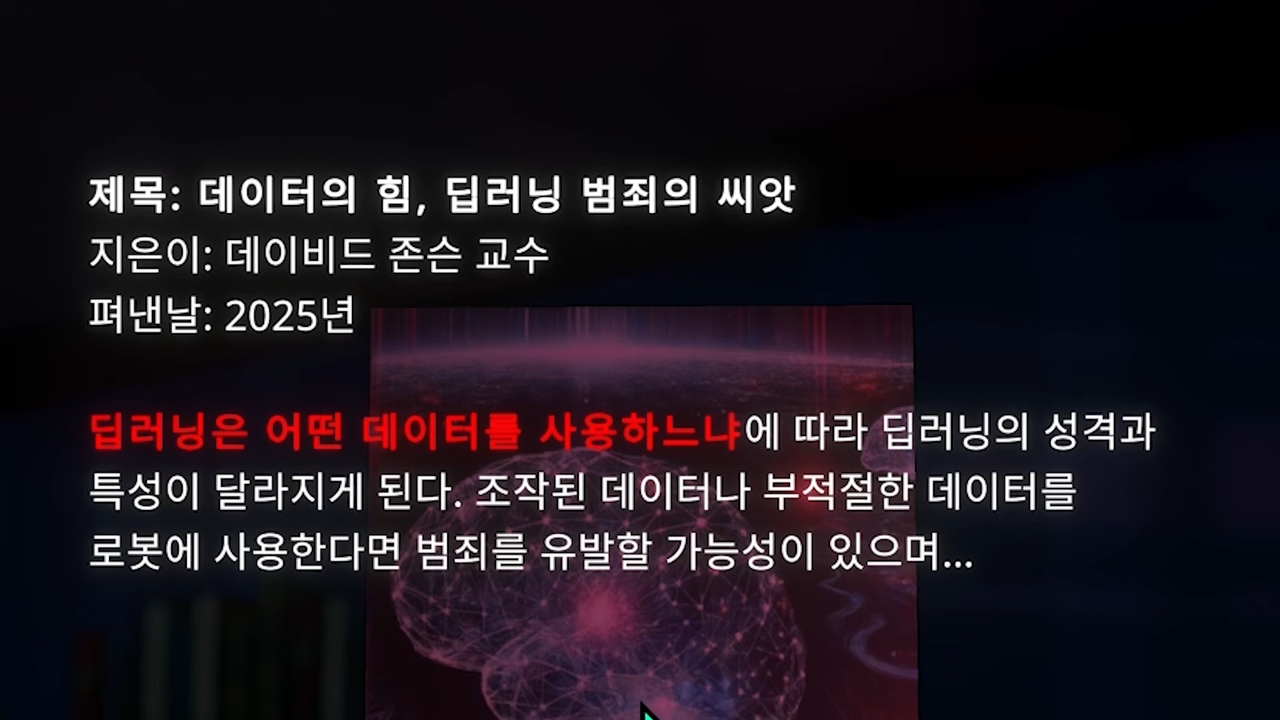 제목: 데이터의 힘, 딥러닝 범죄의 씨앗
지은이: 데이비드 존슨 교수
펴낸날: 2025년
딥러닝은 어떤 데이터를 사용하느냐에 따라 딥러닝의 성격과
특성이 달라지게 된다. 조작된 데이터나 부적절한 데이터를
로봇에 사용한다면 범죄를 유발할 가능성이 있으며...